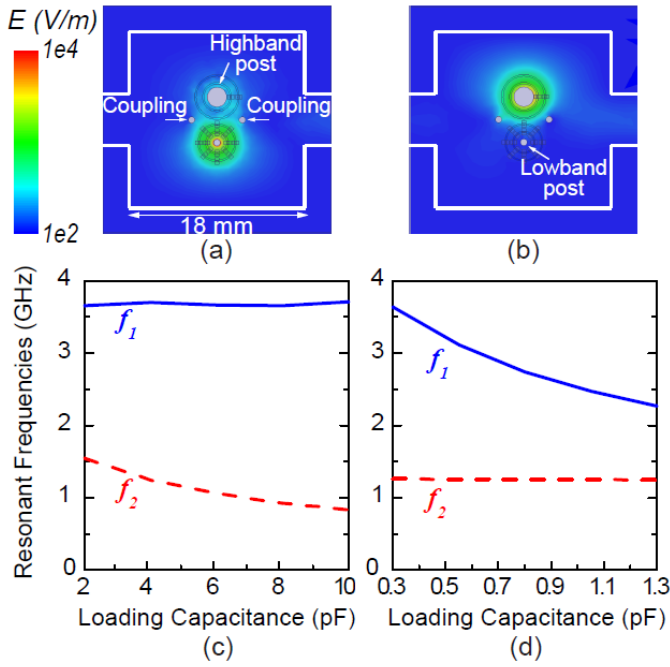 E (V/m)
1e4
1e2
Highband
post
Coupling
Coupling
18 mm
(a)
Lowband
post
(b)
Resonant Frequencies (GHz)
4
3
2
1
0
f1
f2
2 4 6 8 10
Loading Capacitance (pF)
(c)
4
3
2
1
0
f1
f2
0.3 0.5 0.7 0.9 1.1 1.3
Loading Capacitance (pF)
(d)